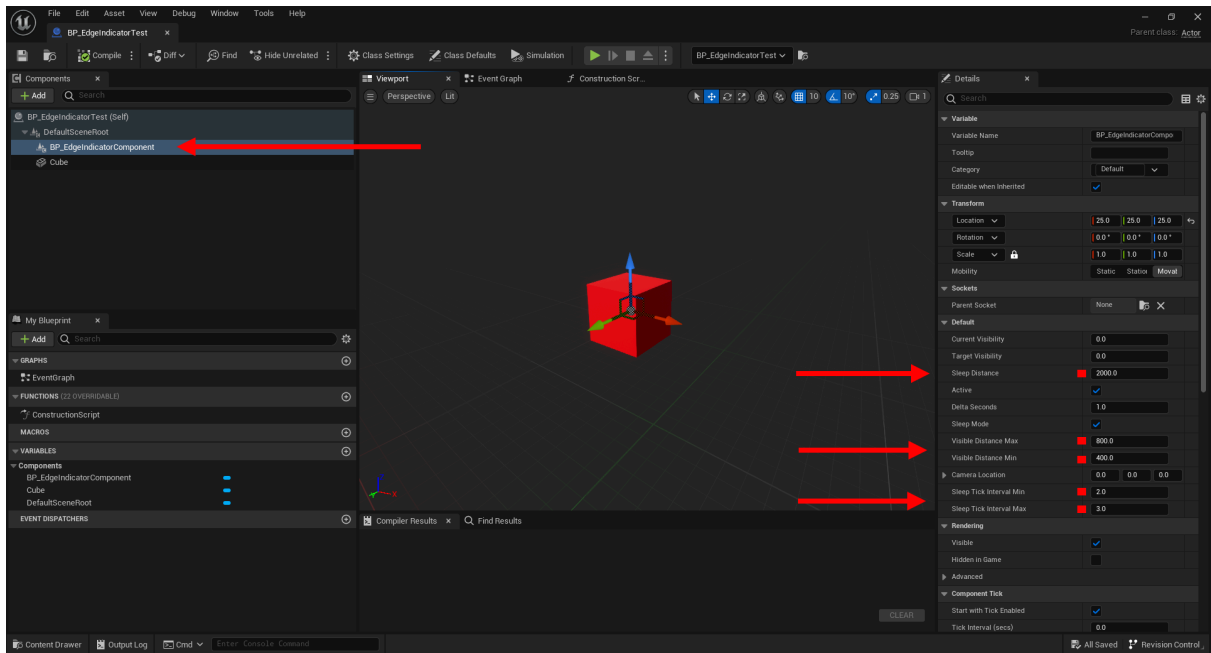 File Edit Asset View Debug Window Tools Help
BP_EdgeIndicatorTest
Parent class: Actor
Compile Diff Find Hide Unrelated Class Settings Class Defaults Simulation BP_EdgeIndicatorTest
Components
+ Add Search
BP_EdgeIndicatorTest (Self)
DefaultSceneRoot
BP_EdgeIndicatorComponent
Cube
My Blueprint
+ Add Search
GRAPHS
EventGraph
FUNCTIONS (22 OVERRIDABLE)
ConstructionScript
MACROS
VARIABLES
Components
BP_EdgeIndicatorComponent
Cube
DefaultSceneRoot
EVENT DISPATCHERS
Viewport Event Graph Construction Scr...
Perspective Lit 10 10° 0.25 1
X
Compiler Results Find Results
CLEAR
Details
Search
Variable
Variable Name BP_EdgeIndicatorCompo
Tooltip
Category Default
Editable when Inherited
Transform
Location 25.0 25.0 25.0
Rotation 0.0° 0.0° 0.0°
Scale 1.0 1.0 1.0
Mobility Static Station Movat
Sockets
Parent Socket None
Default
Current Visibility 0.0
Target Visibility 0.0
Sleep Distance 2000.0
Active
Delta Seconds 1.0
Sleep Mode
Visible Distance Max 800.0
Visible Distance Min 400.0
Camera Location 0.0 0.0 0.0
Sleep Tick Interval Min 2.0
Sleep Tick Interval Max 3.0
Rendering
Visible
Hidden in Game
Advanced
Component Tick
Start with Tick Enabled
Tick Interval (secs) 0.0
Content Drawer Output Log Cmd Enter Console Command All Saved Revision Control